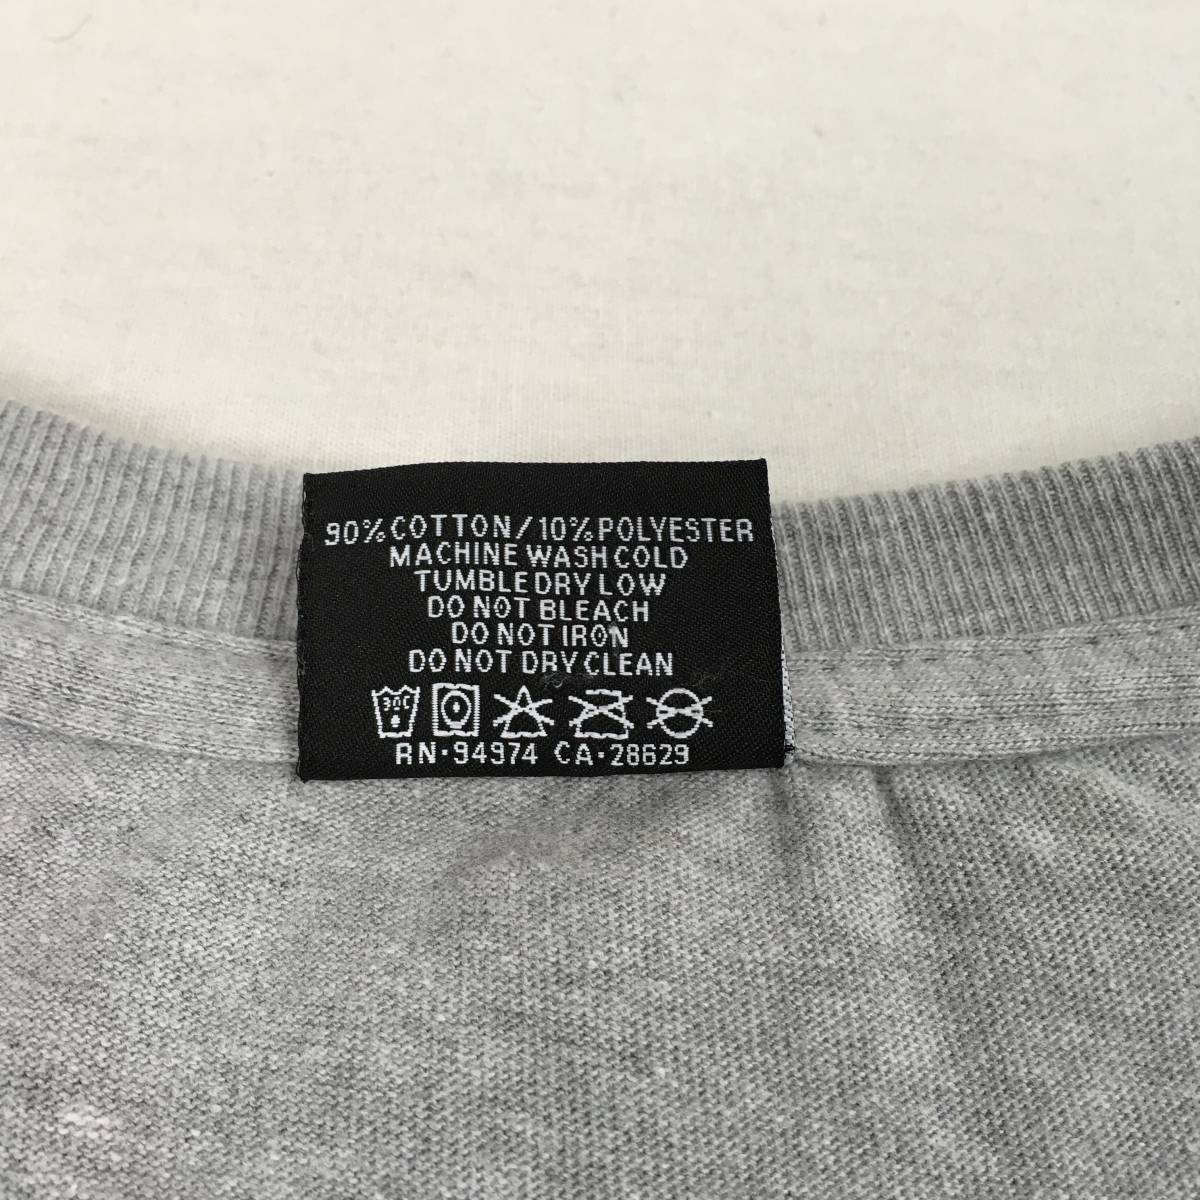 90% COTTON/10% POLYESTER
MACHINE WASH COLD
TUMBLE DRY LOW
DO NOT BLEACH
DO NOT IRON
DO NOT DRY CLEAN
30C
RN·94974 CA·28629